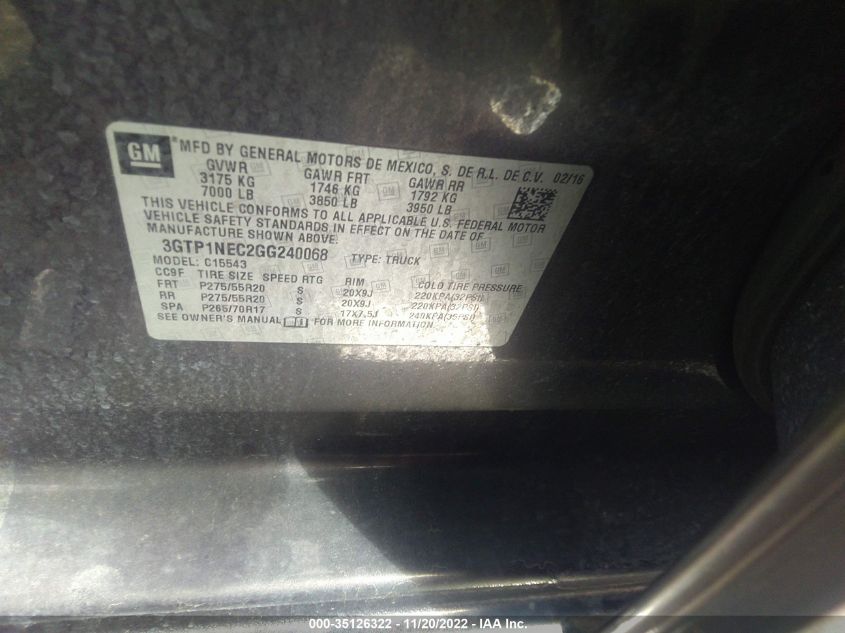 GM ® MFD BY GENERAL MOTORS DE MEXICO, S. DE R.L. DE C.V. 02/16
GVWR GAWR FRT GAWR RR
3175 KG 1746 KG 1792 KG
7000 LB 3850 LB 3950 LB
THIS VEHICLE CONFORMS TO ALL APPLICABLE U.S. FEDERAL MOTOR
VEHICLE SAFETY STANDARDS IN EFFECT ON THE DATE OF
MANUFACTURE SHOWN ABOVE.
3GTP1NEC2GG240068 TYPE: TRUCK
MODEL: C15543
CC9F TIRE SIZE SPEED RTG RIM COLD TIRE PRESSURE
FRT P275/55R20 S 20X9J 220KPA(32PSI)
RR P275/55R20 S 20X9J 220KPA(32PSI)
SPA P265/70R17 S 17X7.5J 240KPA(35PSI)
SEE OWNER'S MANUAL FOR MORE INFORMATION
000-35126322 — 11/20/2022 — IAA Inc.